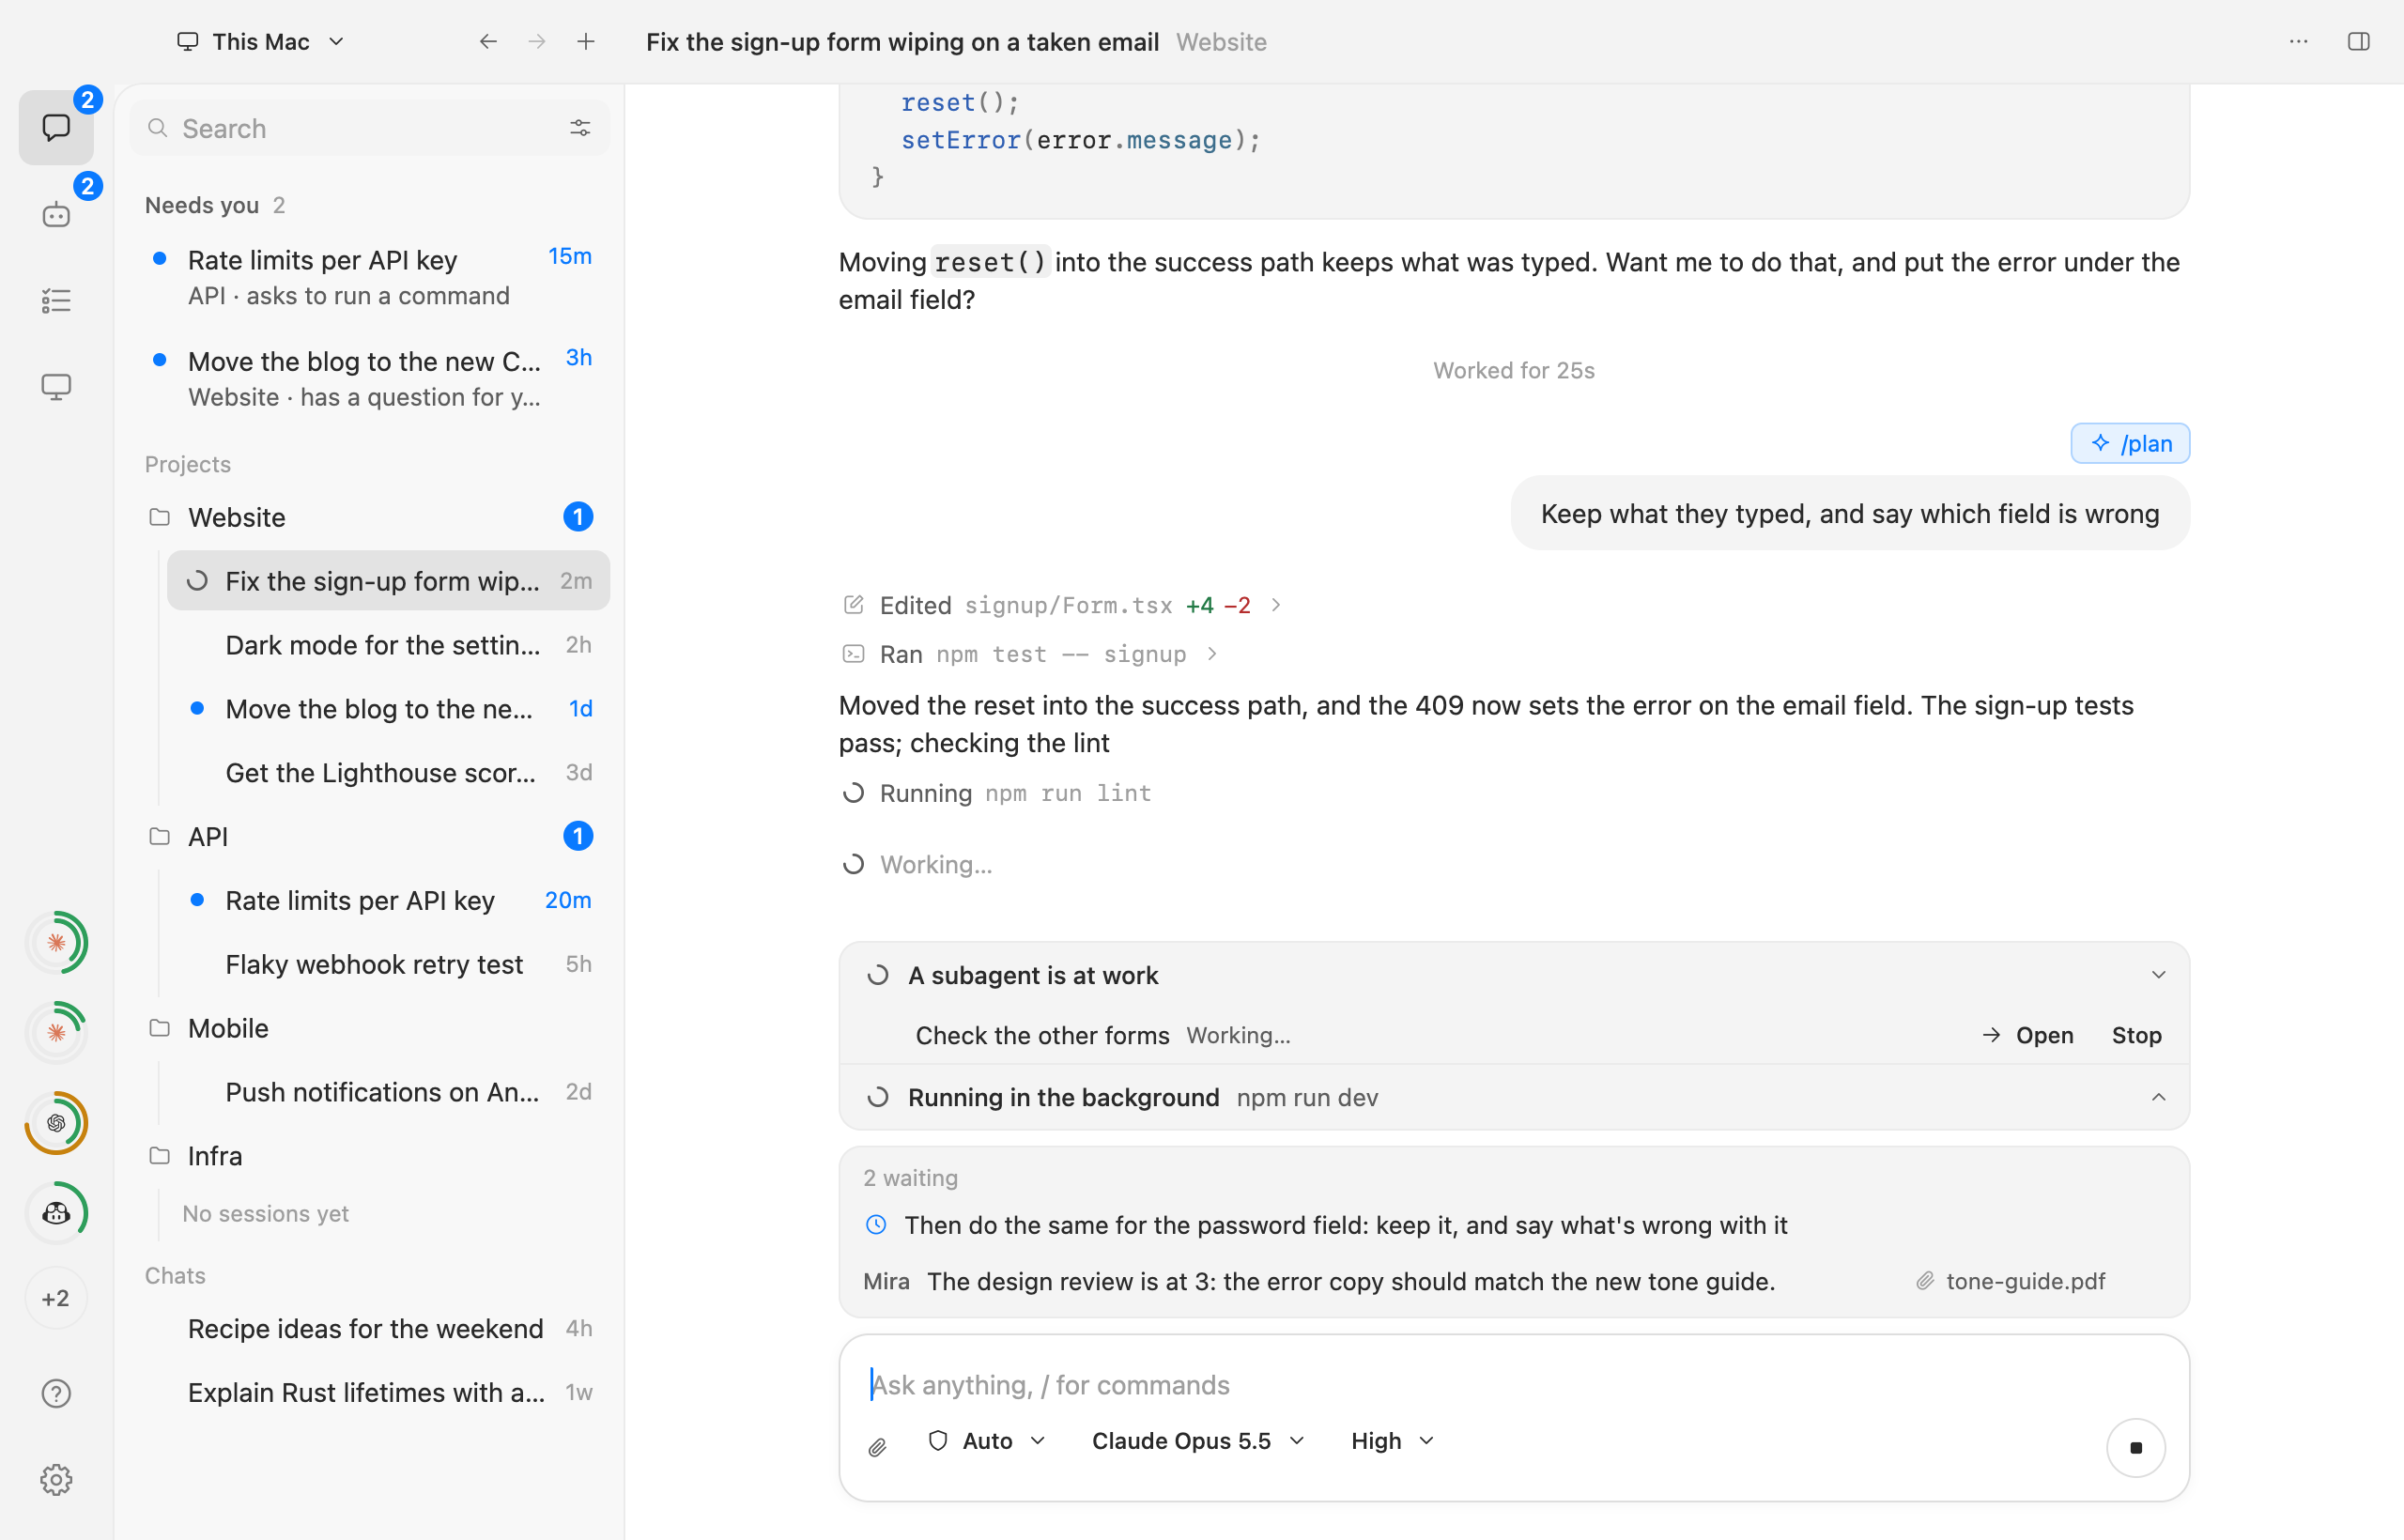 This Mac
Fix the sign-up form wiping on a taken email Website
2
2
Search
Needs you 2
Rate limits per API key 15m
API · asks to run a command
Move the blog to the new C... 3h
Website · has a question for y...
Projects
Website 1
Fix the sign-up form wip... 2m
Dark mode for the settin... 2h
Move the blog to the ne... 1d
Get the Lighthouse scor... 3d
API 1
Rate limits per API key 20m
Flaky webhook retry test 5h
Mobile
Push notifications on An... 2d
Infra
No sessions yet
Chats
Recipe ideas for the weekend 4h
Explain Rust lifetimes with a... 1w
+2
reset();
setError(error.message);
}
Moving reset() into the success path keeps what was typed. Want me to do that, and put the error under the
email field?
Worked for 25s
/plan
Keep what they typed, and say which field is wrong
Edited signup/Form.tsx +4 −2
Ran npm test -- signup
Moved the reset into the success path, and the 409 now sets the error on the email field. The sign-up tests
pass; checking the lint
Running npm run lint
Working...
A subagent is at work
Check the other forms Working... Open Stop
Running in the background npm run dev
2 waiting
Then do the same for the password field: keep it, and say what's wrong with it
Mira The design review is at 3: the error copy should match the new tone guide. tone-guide.pdf
Ask anything, / for commands
Auto Claude Opus 5.5 High